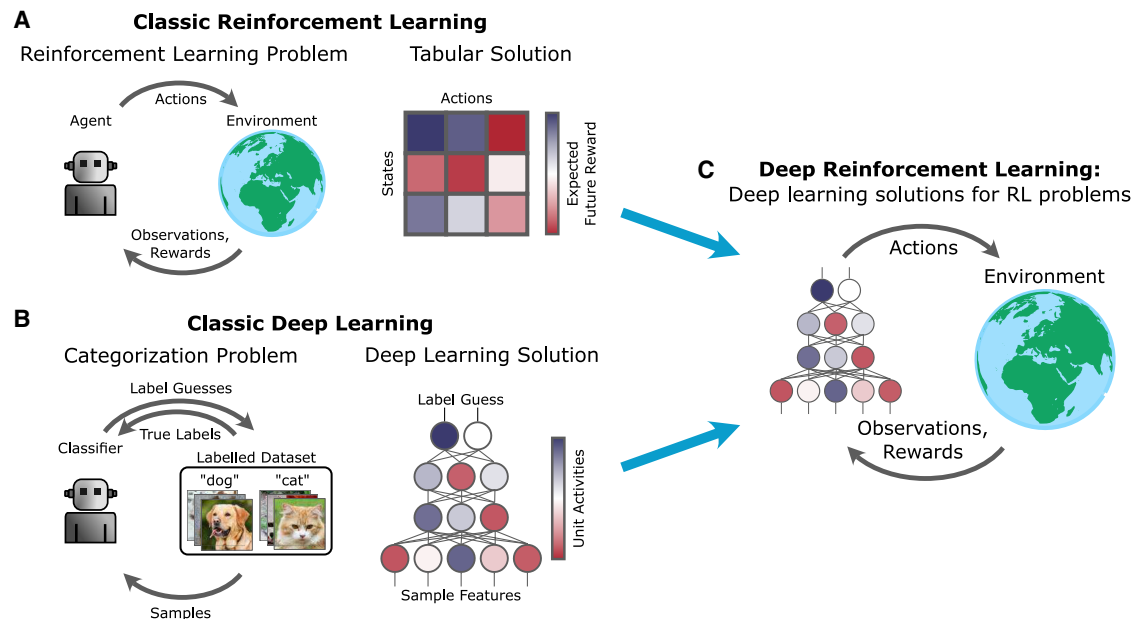 A
Classic Reinforcement Learning
Reinforcement Learning Problem
Actions
Agent
Environment
Observations,
Rewards
Tabular Solution
Actions
States
Expected
Future Reward
B
Classic Deep Learning
Categorization Problem
Label Guesses
True Labels
Classifier
Labelled Dataset
"dog"
"cat"
Samples
Deep Learning Solution
Label Guess
Unit Activities
Sample Features
C
Deep Reinforcement Learning:
Deep learning solutions for RL problems
Actions
Environment
Observations,
Rewards